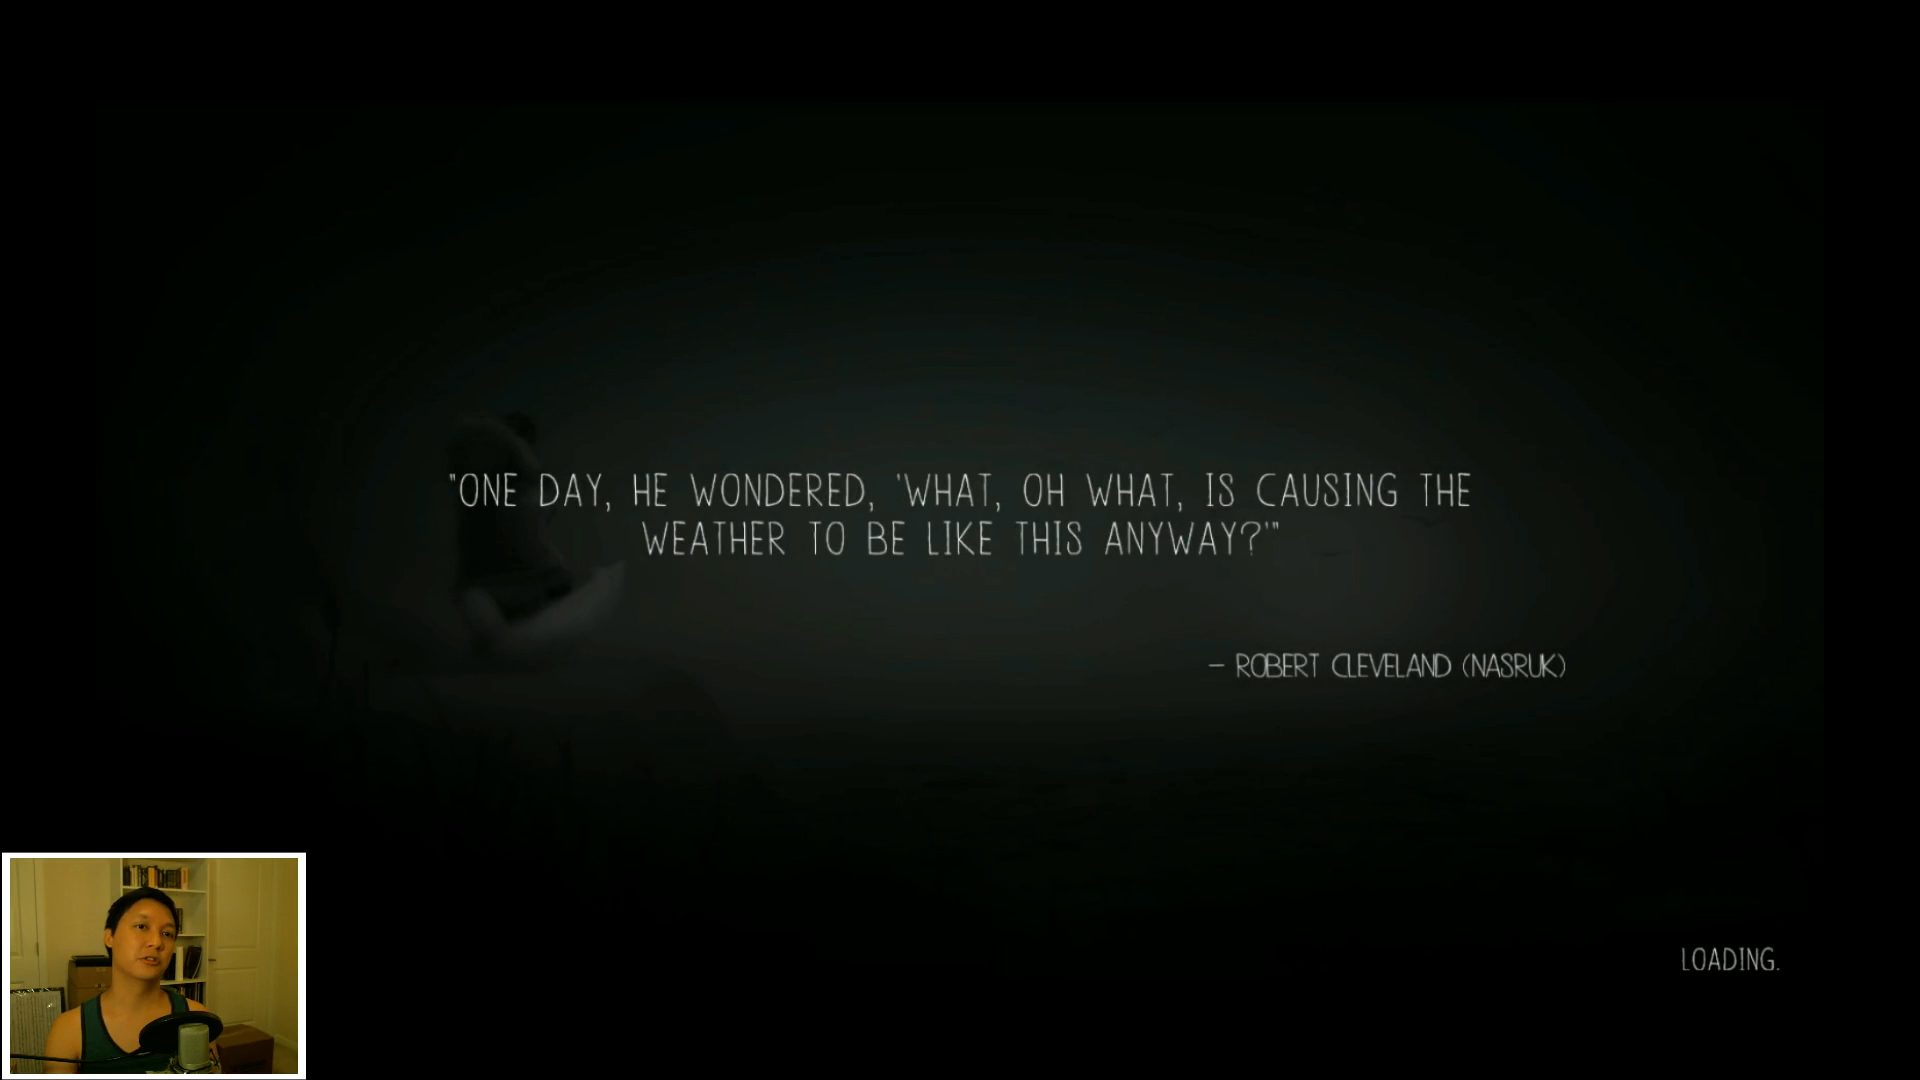 "ONE DAY, HE WONDERED, 'WHAT, OH WHAT, IS CAUSING THE
WEATHER TO BE LIKE THIS ANYWAY?'"
– ROBERT CLEVELAND (NASRUK)
LOADING.